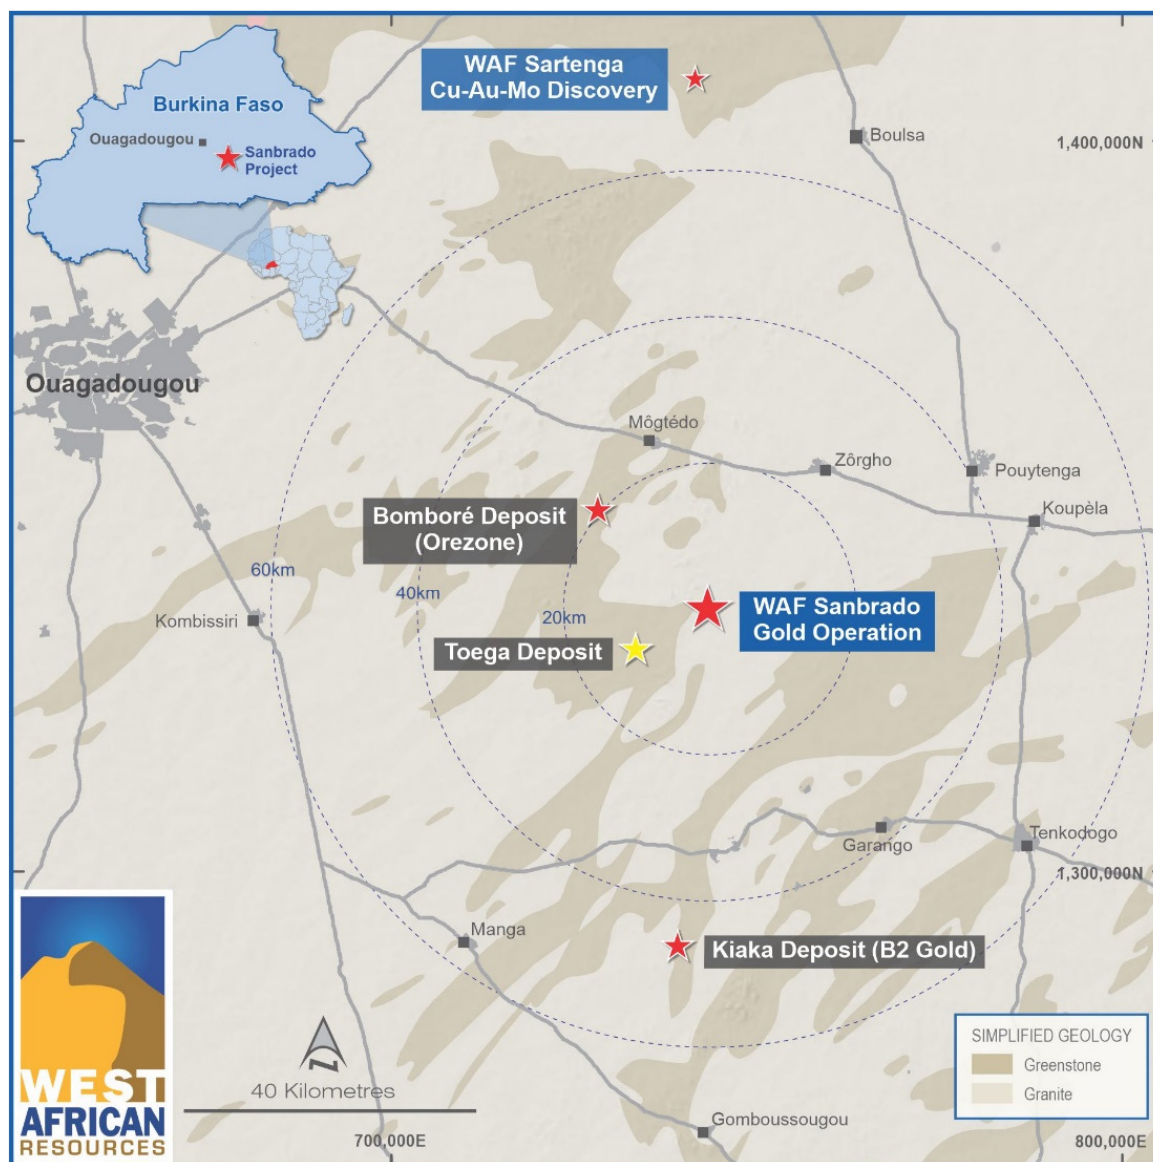 WAF Sartenga
Cu-Au-Mo Discovery
Burkina Faso
Ouagadougou
Sanbrado
Project
Boulsa
1,400,000N
Ouagadougou
Môgtédo
Zôrgho
Pouytenga
Koupèla
Bomboré Deposit
(Orezone)
60km
40km
20km
WAF Sanbrado
Gold Operation
Kombissiri
Toega Deposit
Garango
Tenkodogo
1,300,000N
Manga
Kiaka Deposit (B2 Gold)
WEST
AFRICAN
RESOURCES
N
40 Kilometres
SIMPLIFIED GEOLOGY
Greenstone
Granite
Gomboussougou
700,000E
800,000E